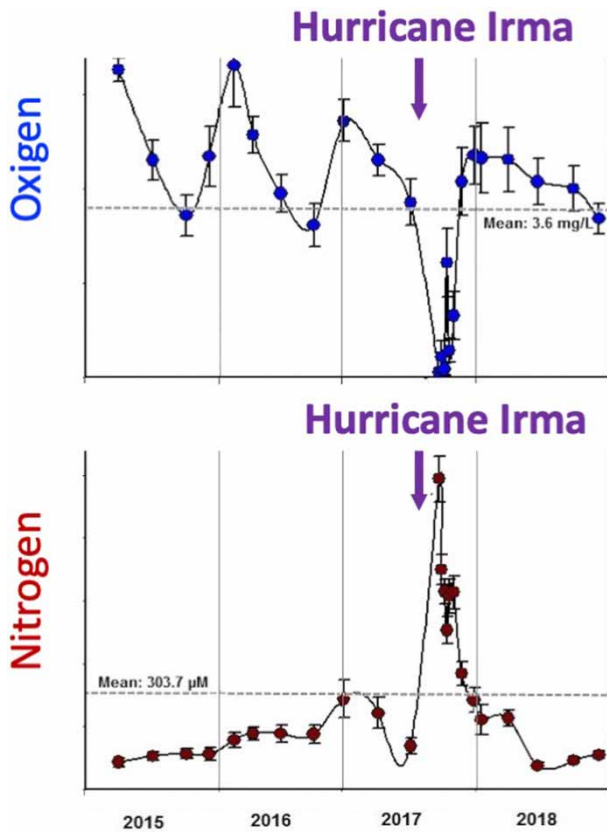 Hurricane Irma
Oxigen
Mean: 3.6 mg/L
Hurricane Irma
Nitrogen
Mean: 303.7 µM
2015 2016 2017 2018